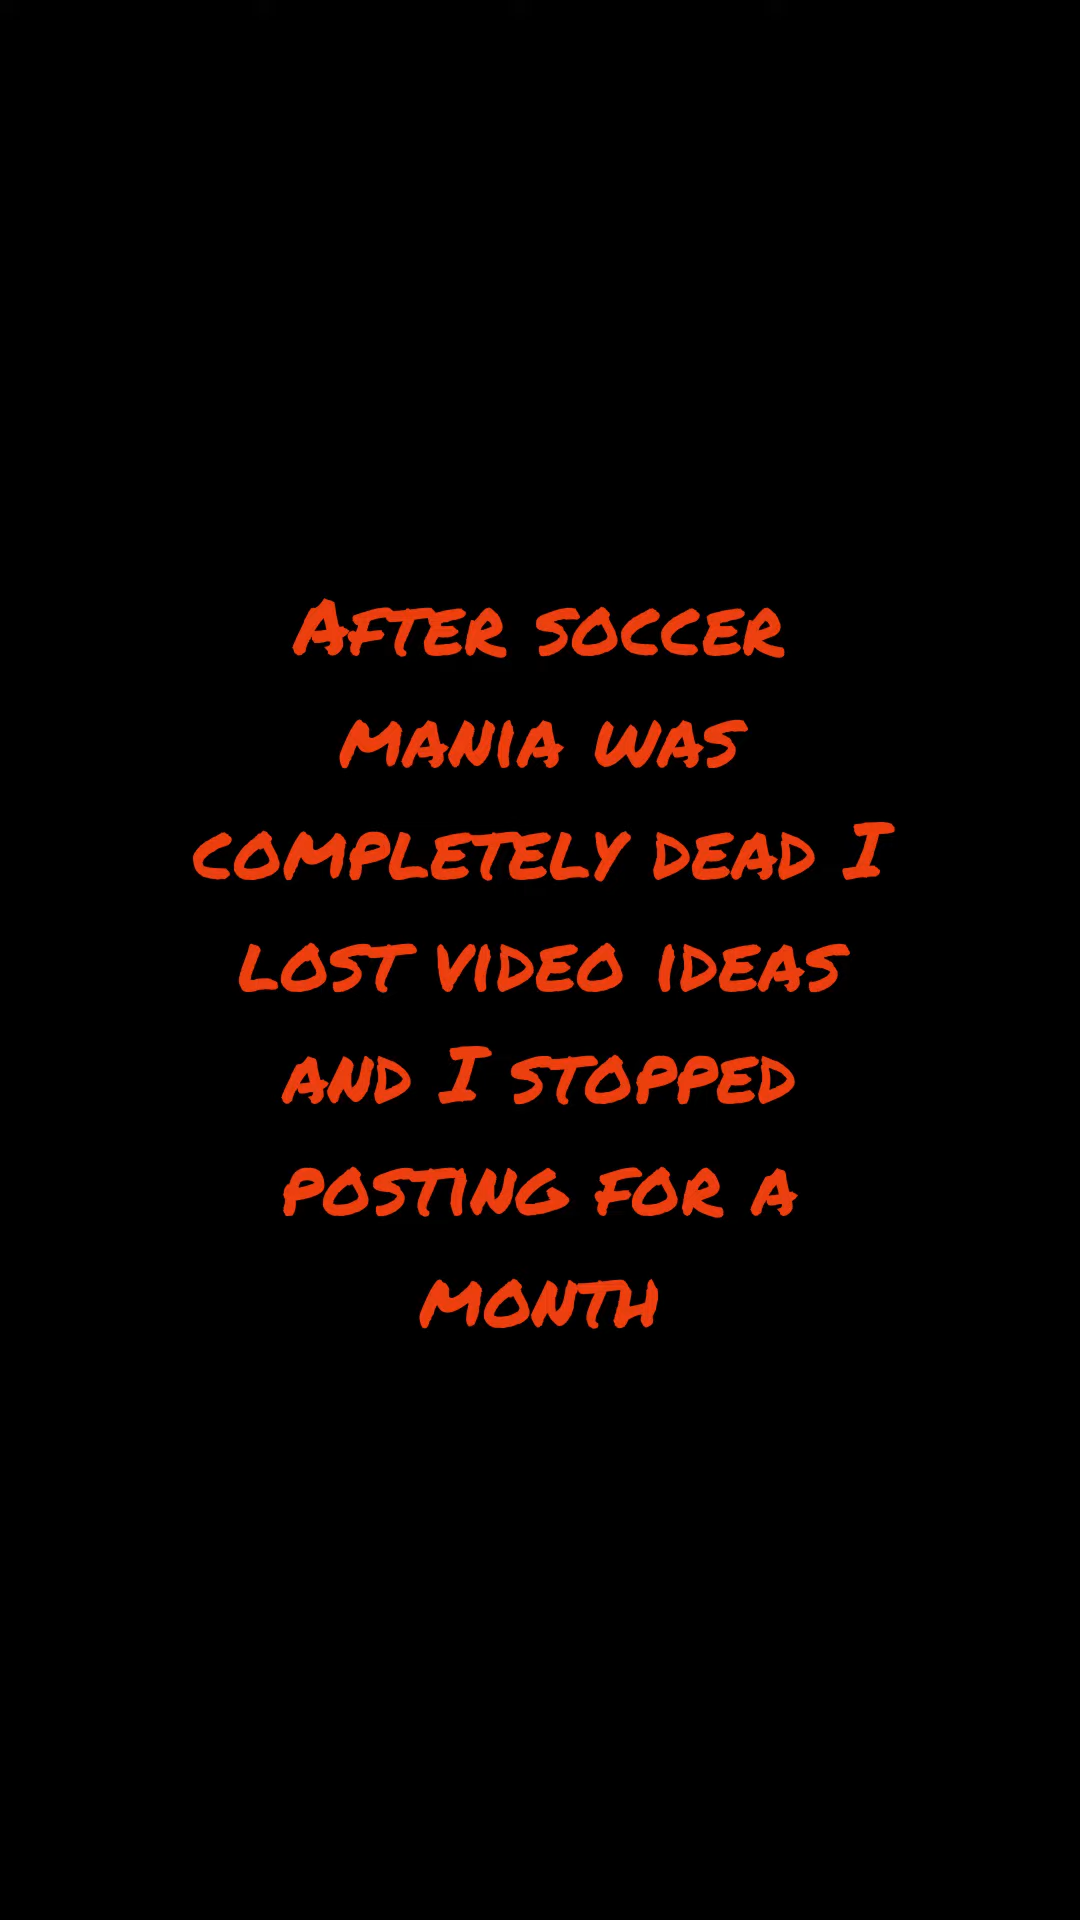 After soccer
mania was
completely dead I
lost video ideas
and I stopped
posting for a
month